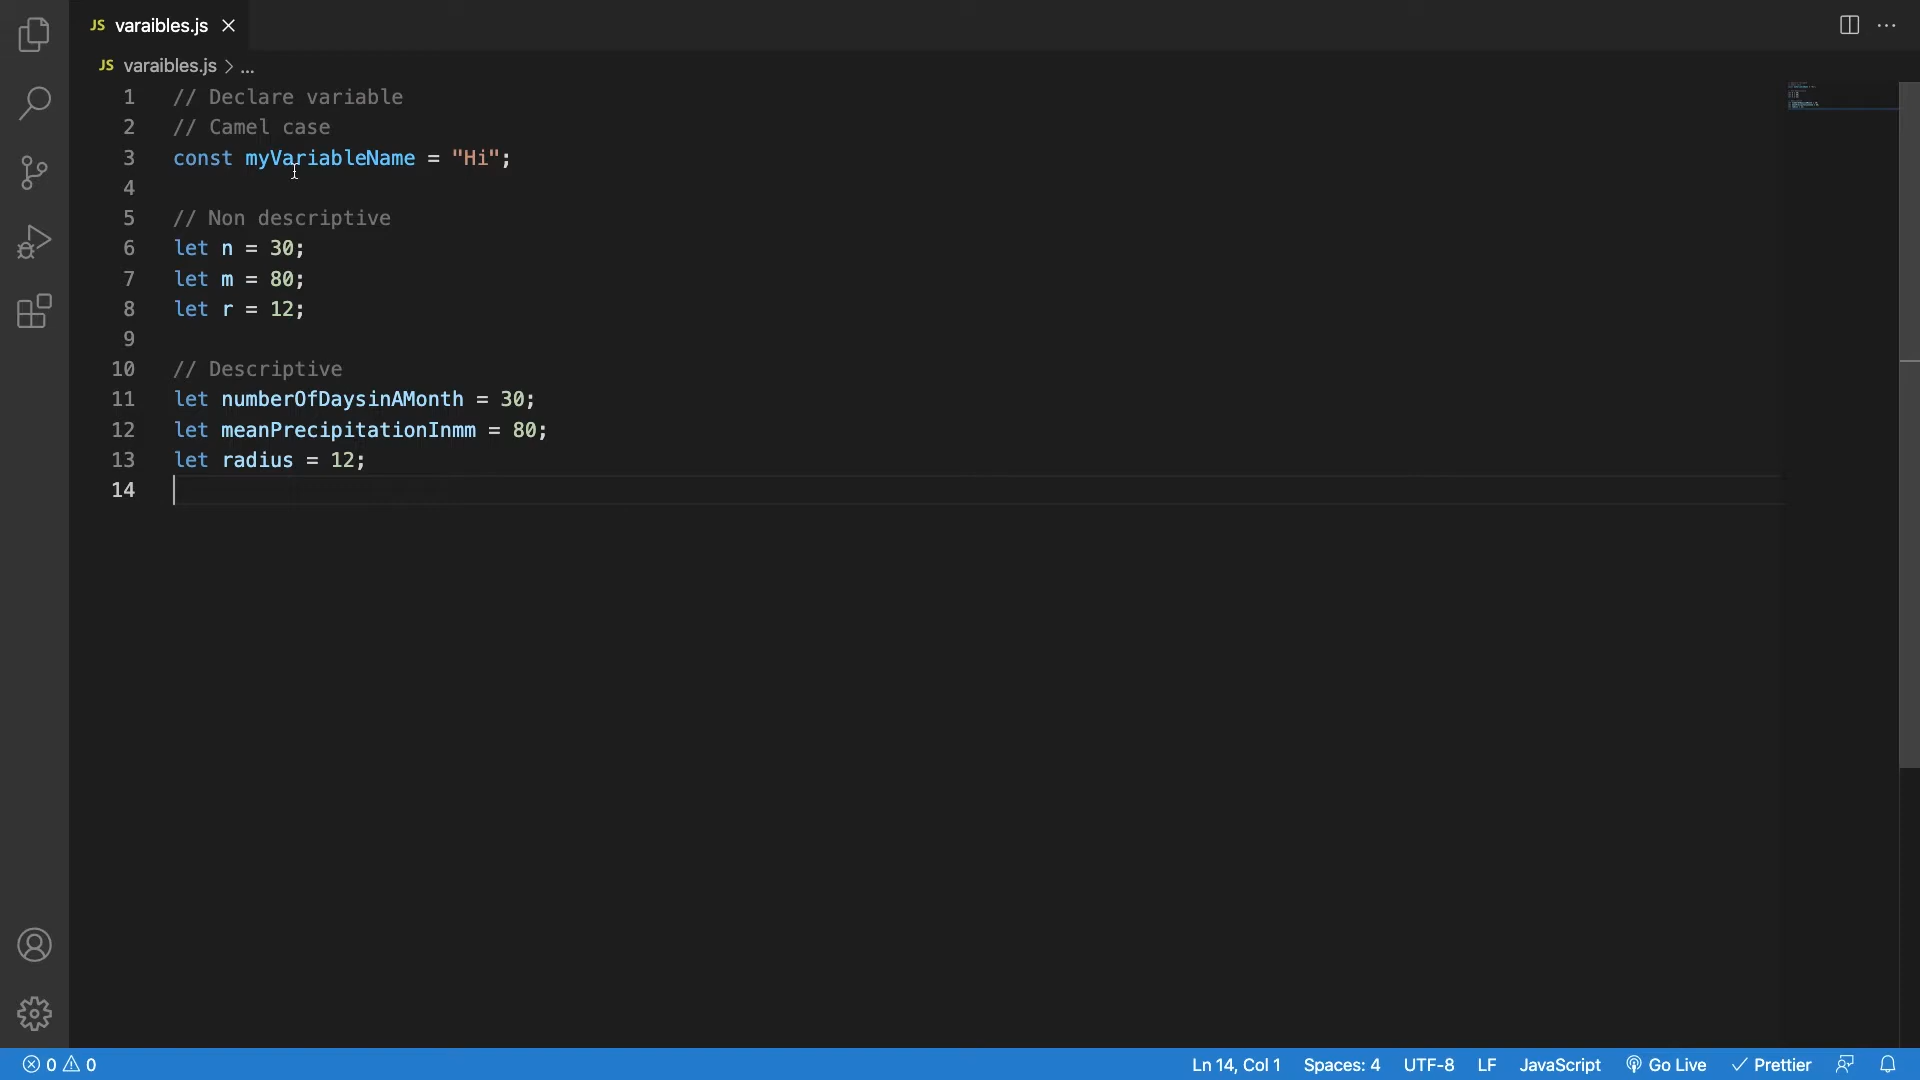 JS varaibles.js
JS varaibles.js > ...
1 // Declare variable
2 // Camel case
3 const myVariableName = "Hi";
4
5 // Non descriptive
6 let n = 30;
7 let m = 80;
8 let r = 12;
9
10 // Descriptive
11 let numberOfDaysinAMonth = 30;
12 let meanPrecipitationInmm = 80;
13 let radius = 12;
14
0 0 Ln 14, Col 1 Spaces: 4 UTF-8 LF JavaScript Go Live Prettier